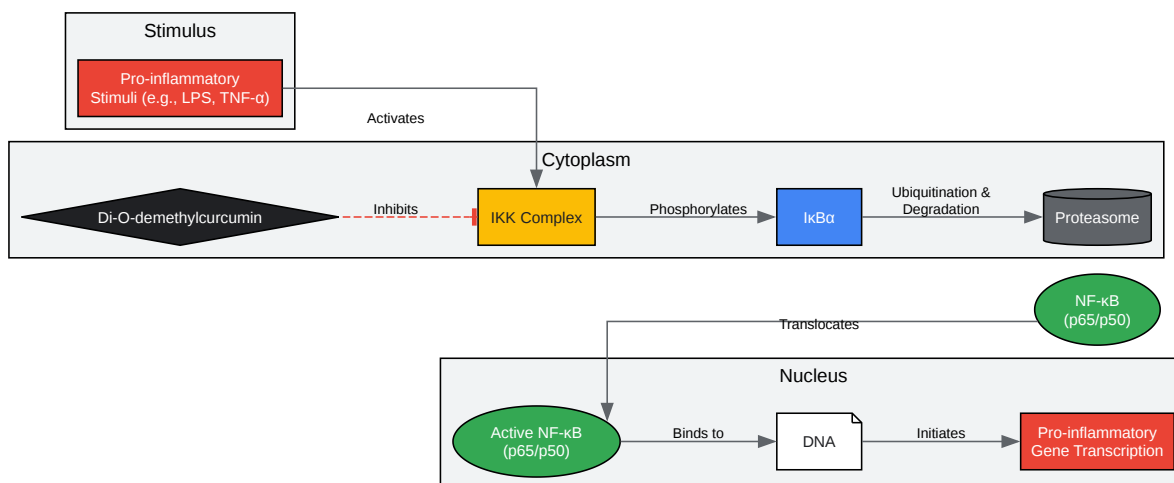 Stimulus
Pro-inflammatory
Stimuli (e.g., LPS, TNF-α)
Activates
Cytoplasm
Di-O-demethylcurcumin
Inhibits
IKK Complex
Phosphorylates
IκBα
Ubiquitination &
Degradation
Proteasome
NF-κB
(p65/p50)
Translocates
Nucleus
Active NF-κB
(p65/p50)
Binds to
DNA
Initiates
Pro-inflammatory
Gene Transcription